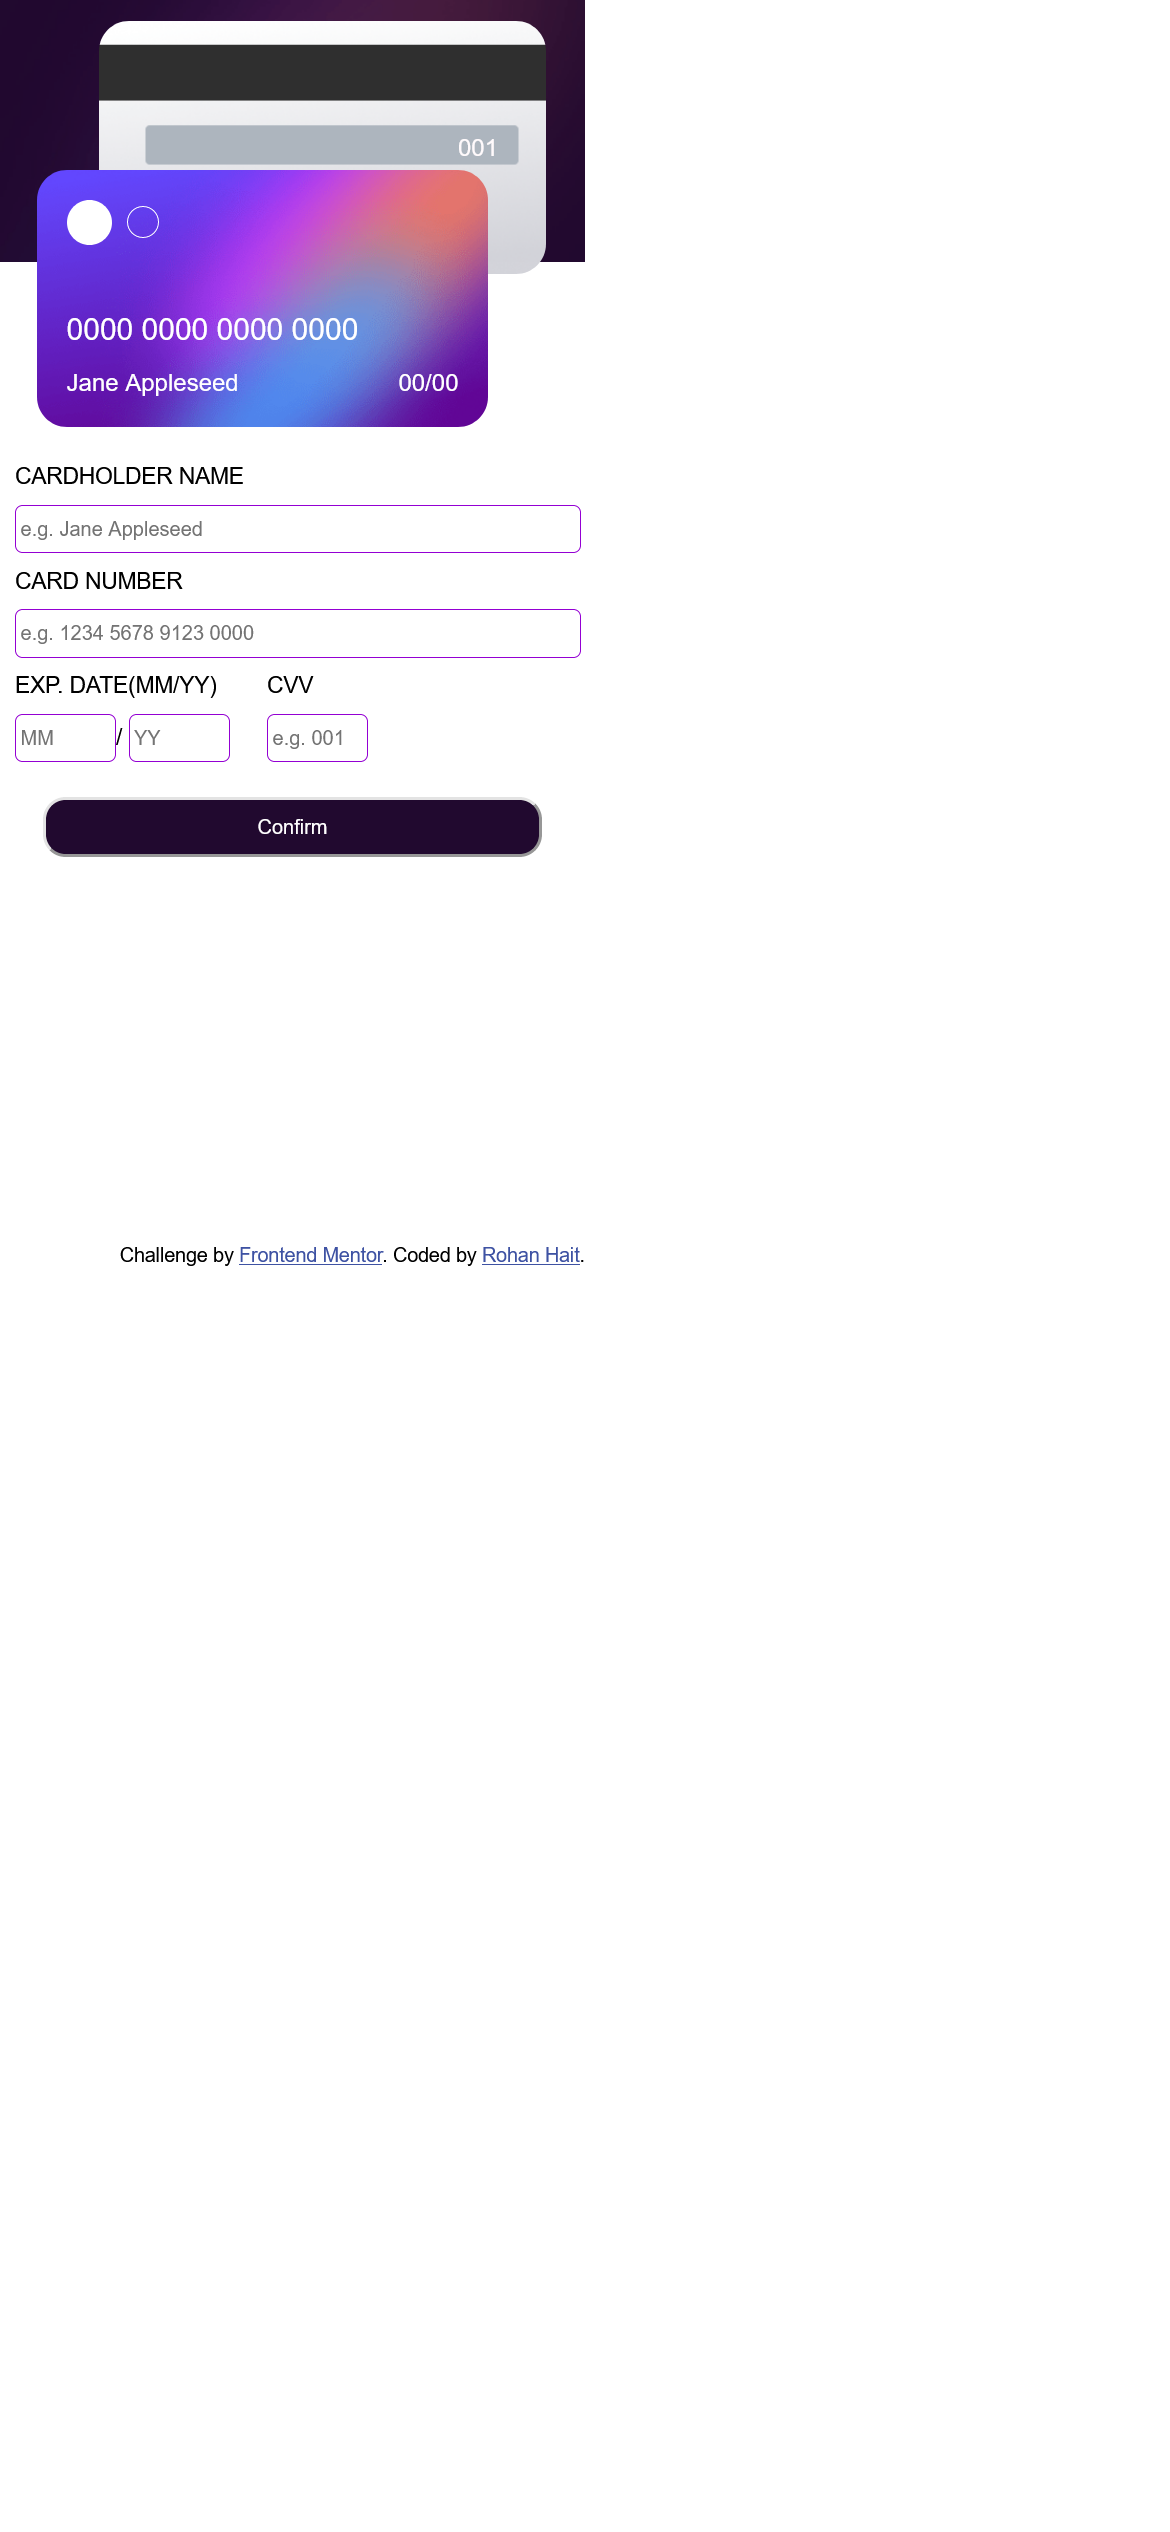 001
0000 0000 0000 0000
Jane Appleseed 00/00
CARDHOLDER NAME
e.g. Jane Appleseed
CARD NUMBER
e.g. 1234 5678 9123 0000
EXP. DATE(MM/YY) CVV
MM / YY e.g. 001
Confirm
Challenge by Frontend Mentor. Coded by Rohan Hait.